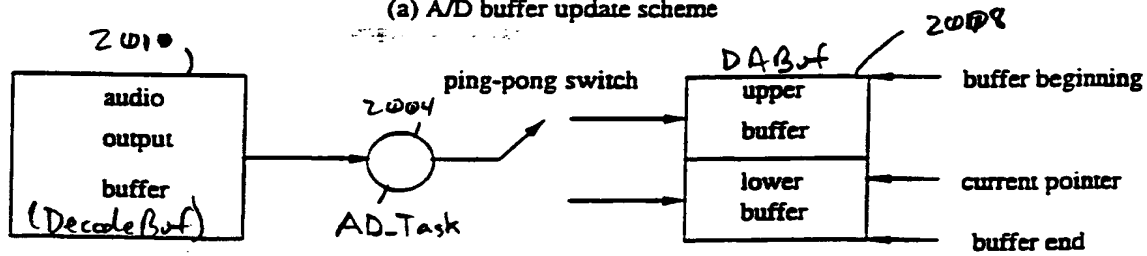 (a) A/D buffer update scheme
2010
2008
audio
output
buffer
(DecodeBuf)
2004
AD_Task
ping-pong switch
DABuf
upper
buffer
lower
buffer
buffer beginning
current pointer
buffer end